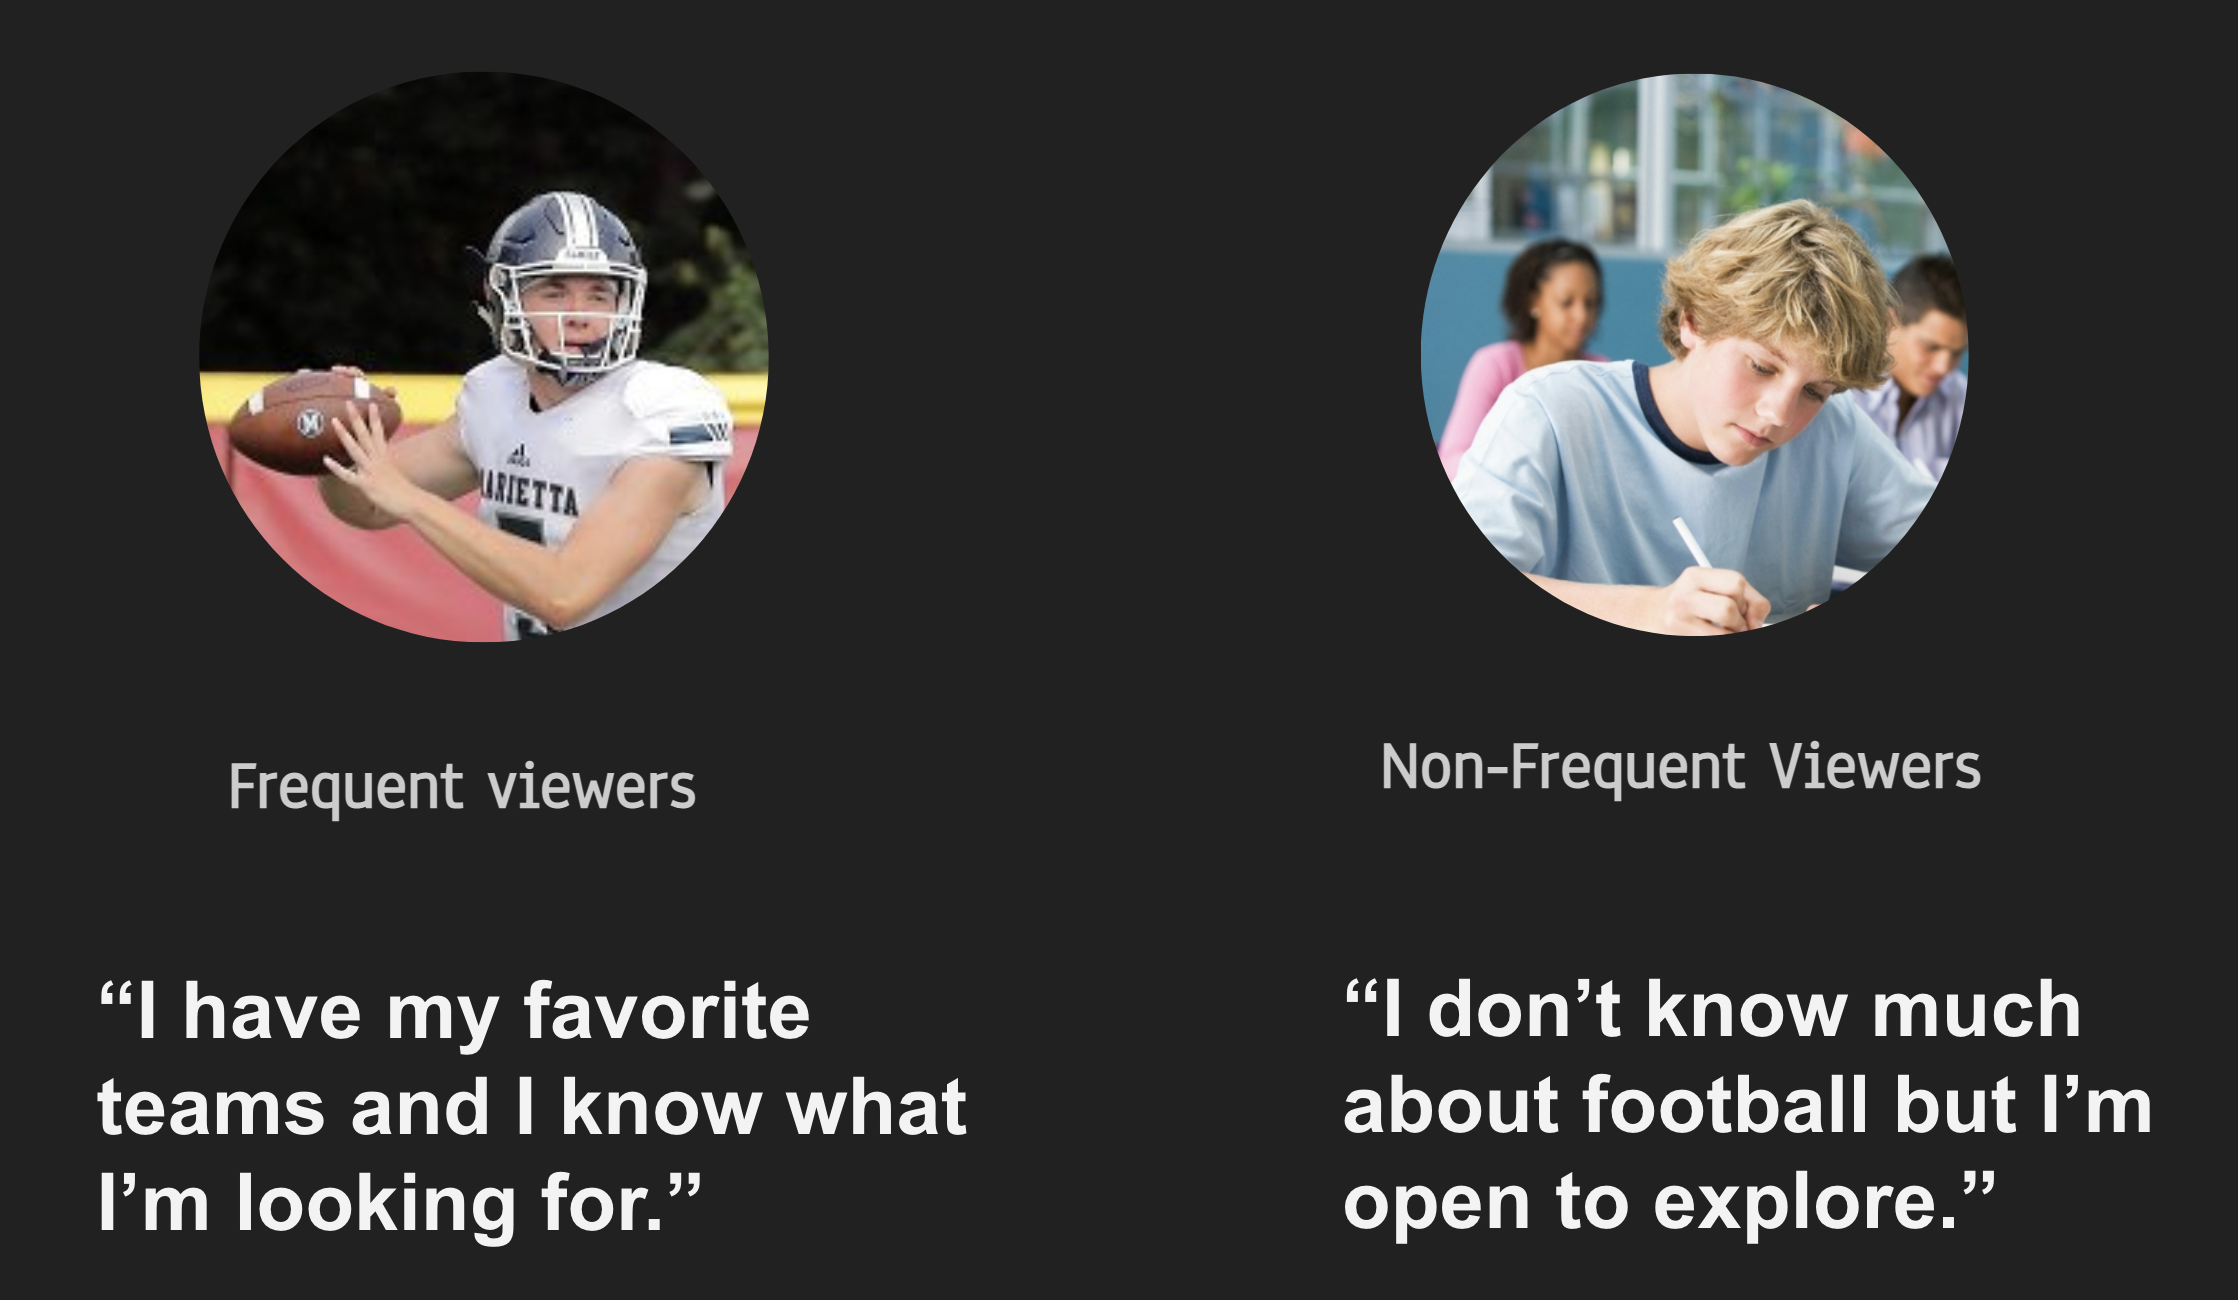 M
MARIETTA
Frequent viewers
Non-Frequent Viewers
“I have my favorite
teams and I know what
I’m looking for.”
“I don’t know much
about football but I’m
open to explore.”